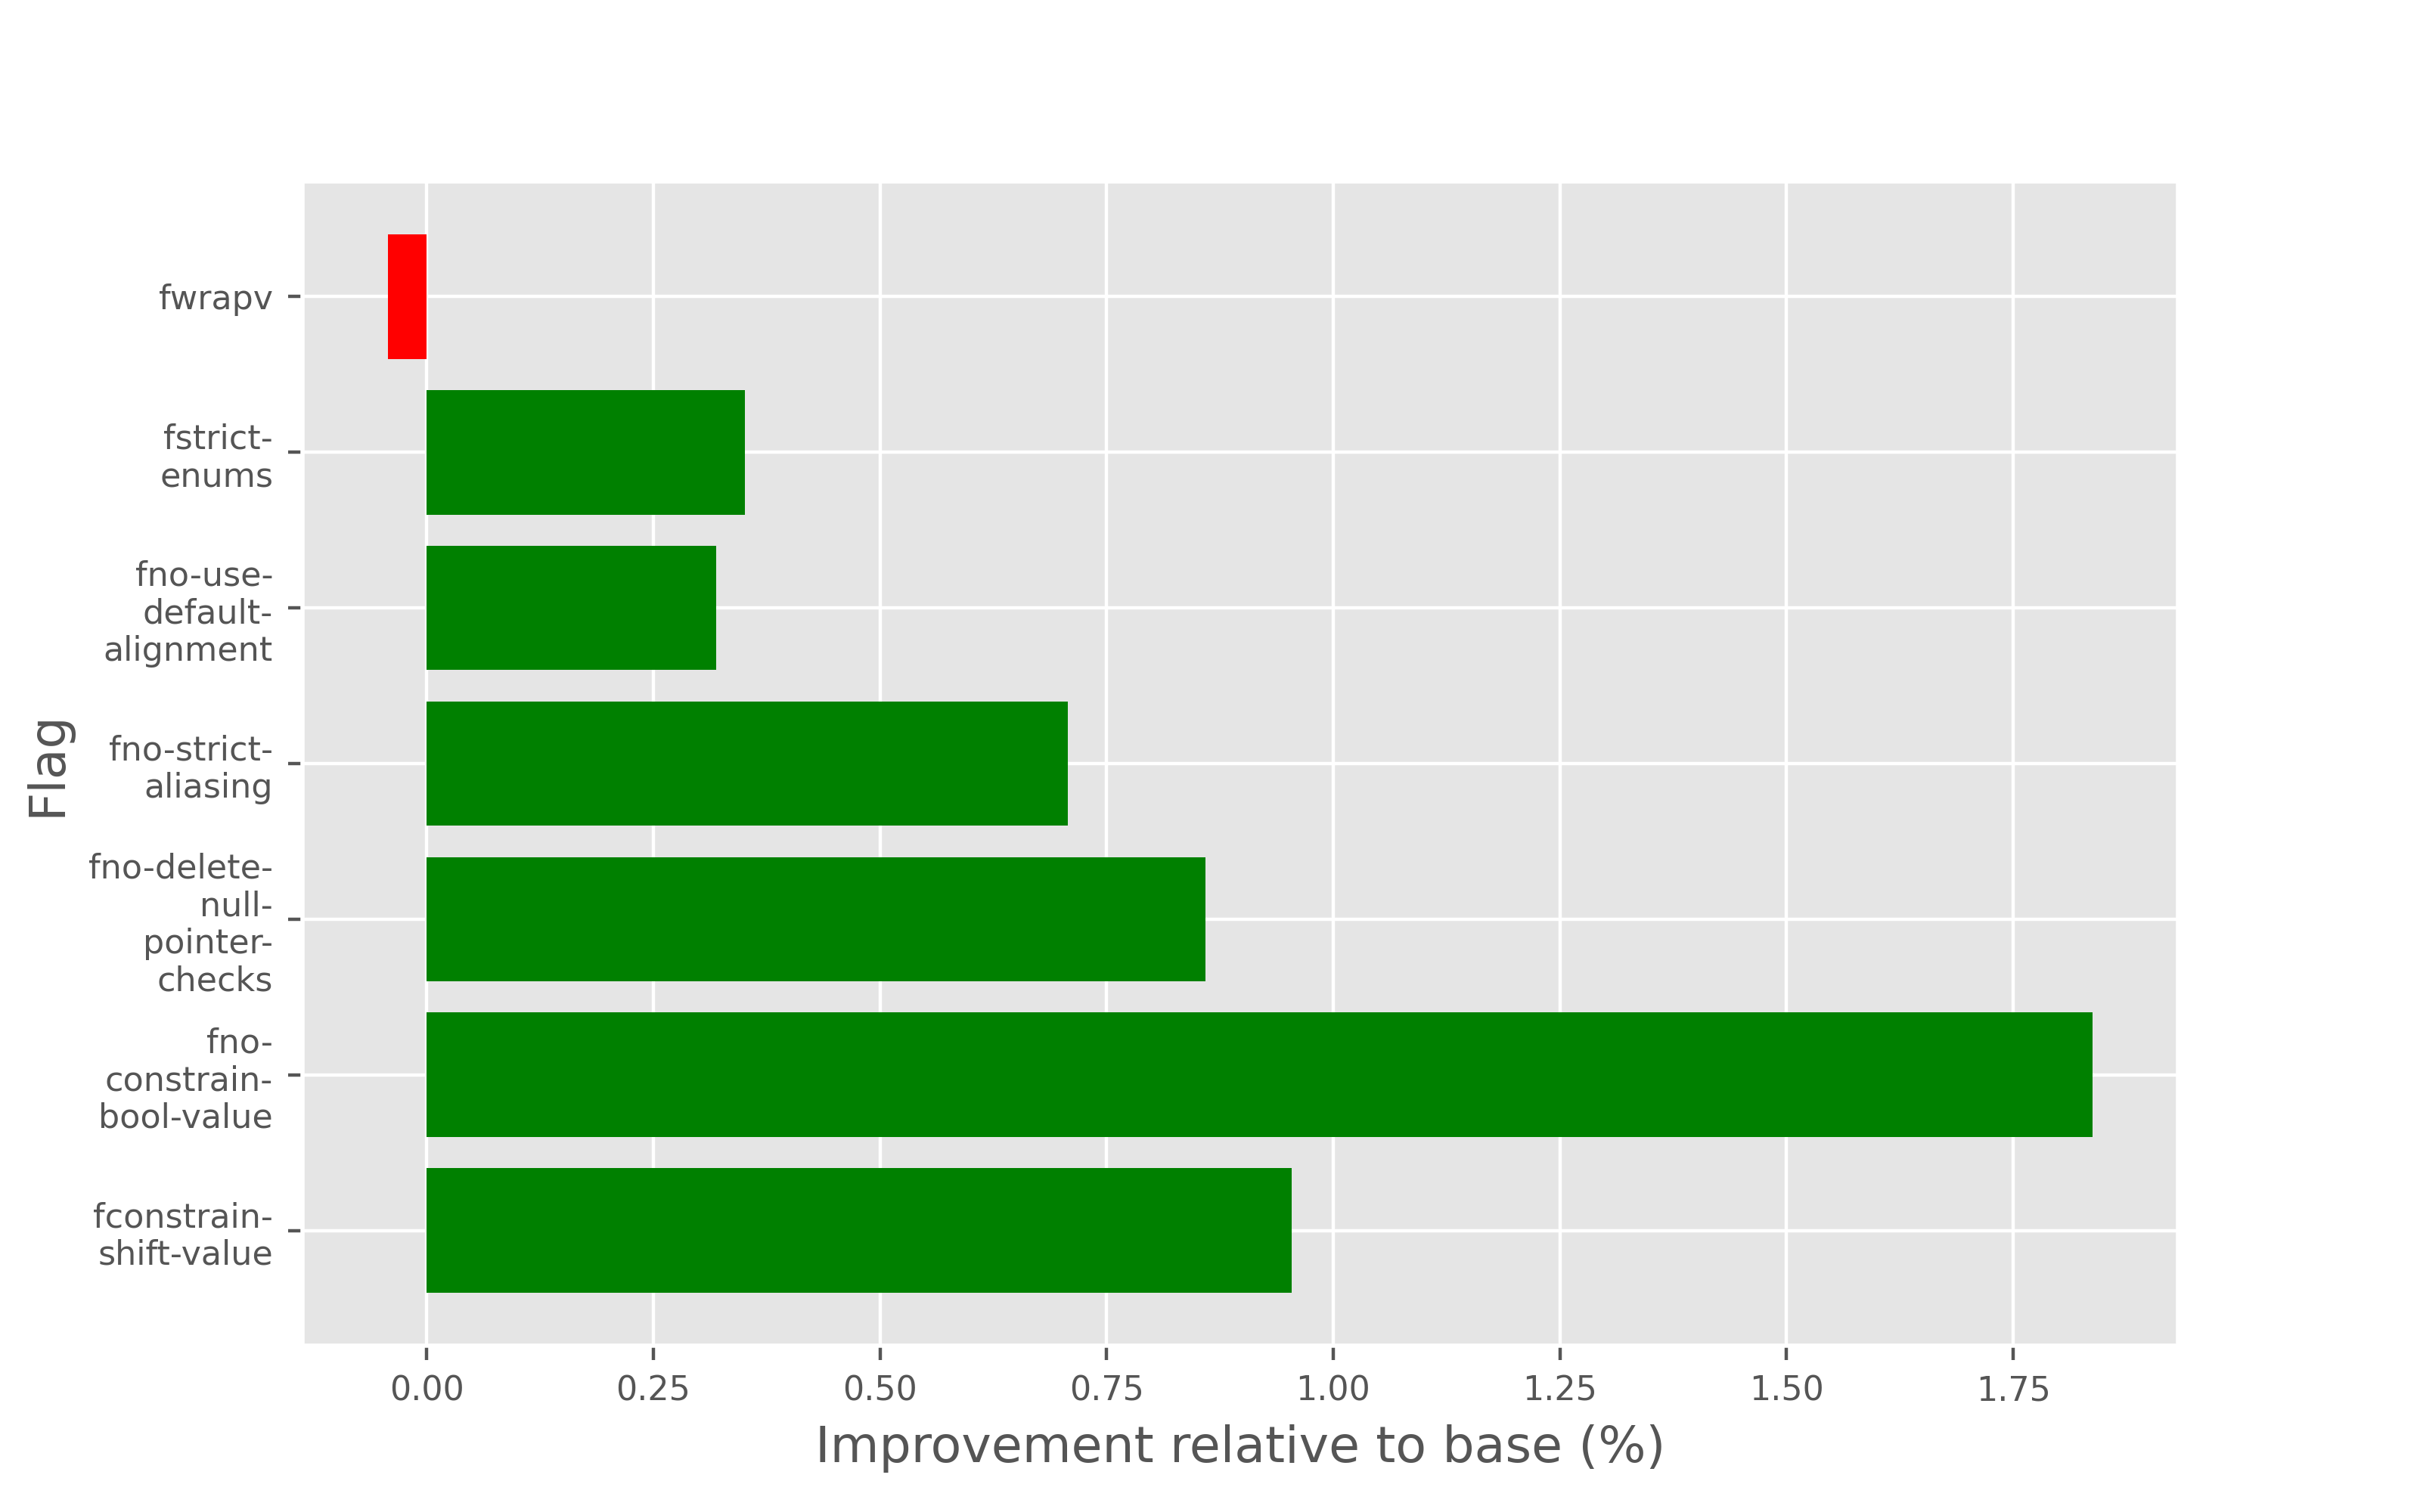 fwrapv
fstrict-
enums
fno-use-
default-
alignment
fno-strict-
aliasing
fno-delete-
null-
pointer-
checks
fno-
constrain-
bool-value
fconstrain-
shift-value
Flag
0.00 0.25 0.50 0.75 1.00 1.25 1.50 1.75
Improvement relative to base (%)